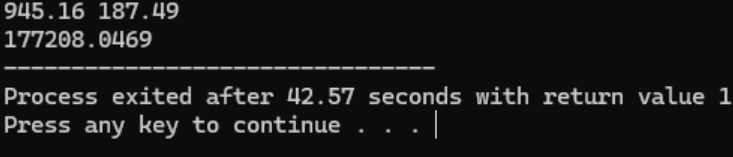 945.16 187.49
177208.0469
--------------------------------
Process exited after 42.57 seconds with return value 1
Press any key to continue . . .